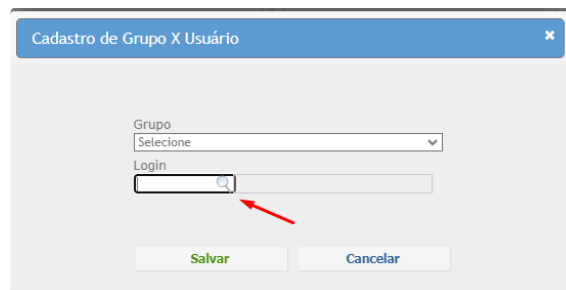 Cadastro de Grupo X Usuário
Grupo
Selecione
Login
Salvar Cancelar